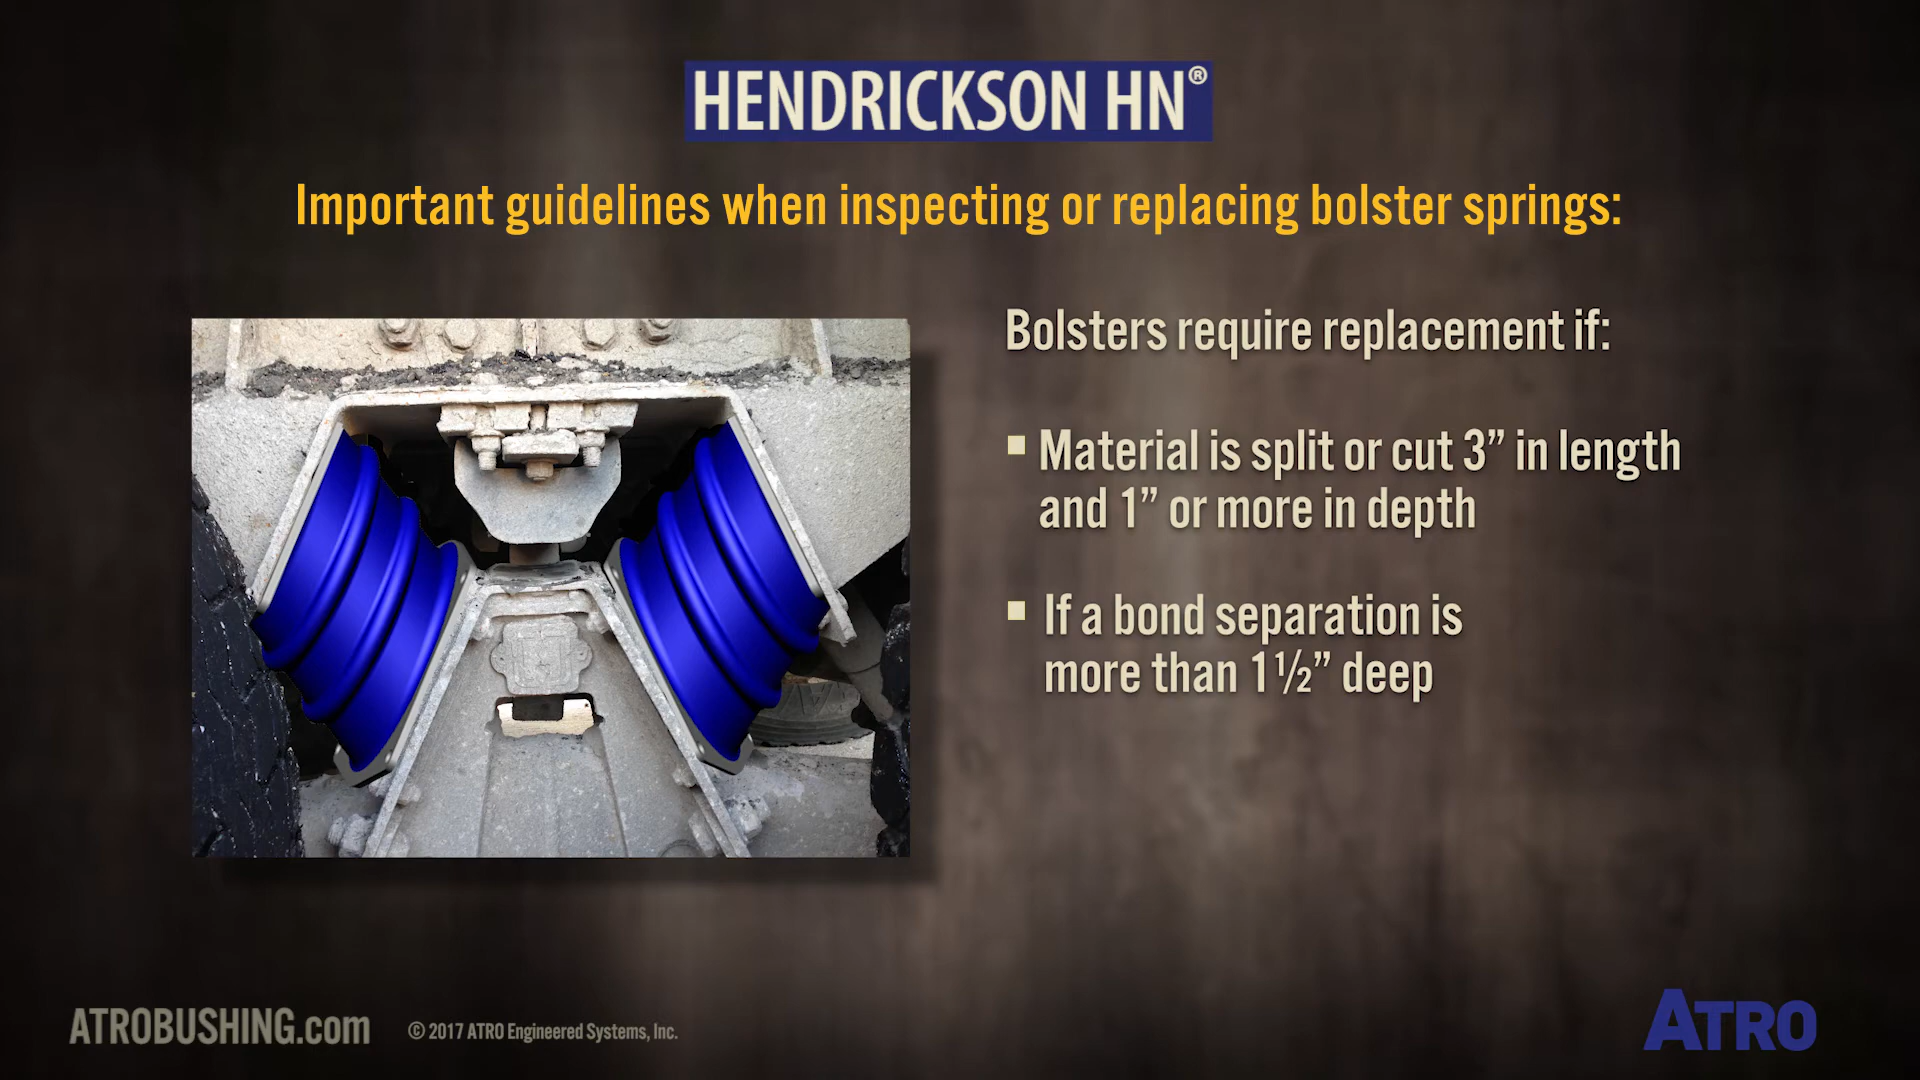 HENDRICKSON HN®
Important guidelines when inspecting or replacing bolster springs:
Bolsters require replacement if:
▪ Material is split or cut 3” in length
and 1” or more in depth
▪ If a bond separation is
more than 1½” deep
ATROBUSHING.com
© 2017 ATRO Engineered Systems, Inc.
ATRO